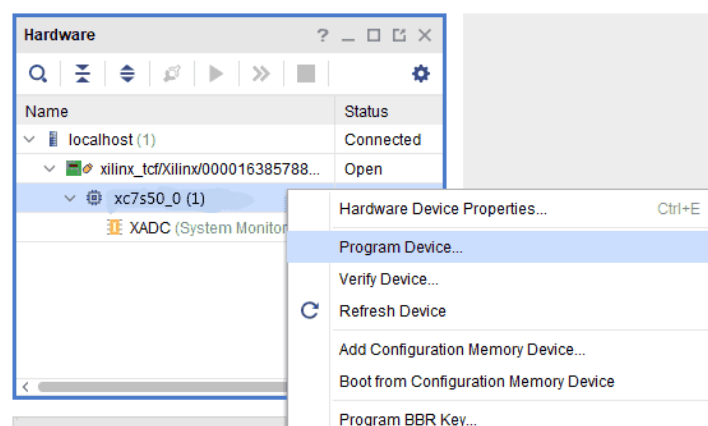 Hardware
?
Name Status
localhost (1) Connected
xilinx_tcf/Xilinx/000016385788... Open
xc7s50_0 (1)
XADC (System Monitor
Hardware Device Properties... Ctrl+E
Program Device...
Verify Device...
Refresh Device
Add Configuration Memory Device...
Boot from Configuration Memory Device
Program BBR Key...